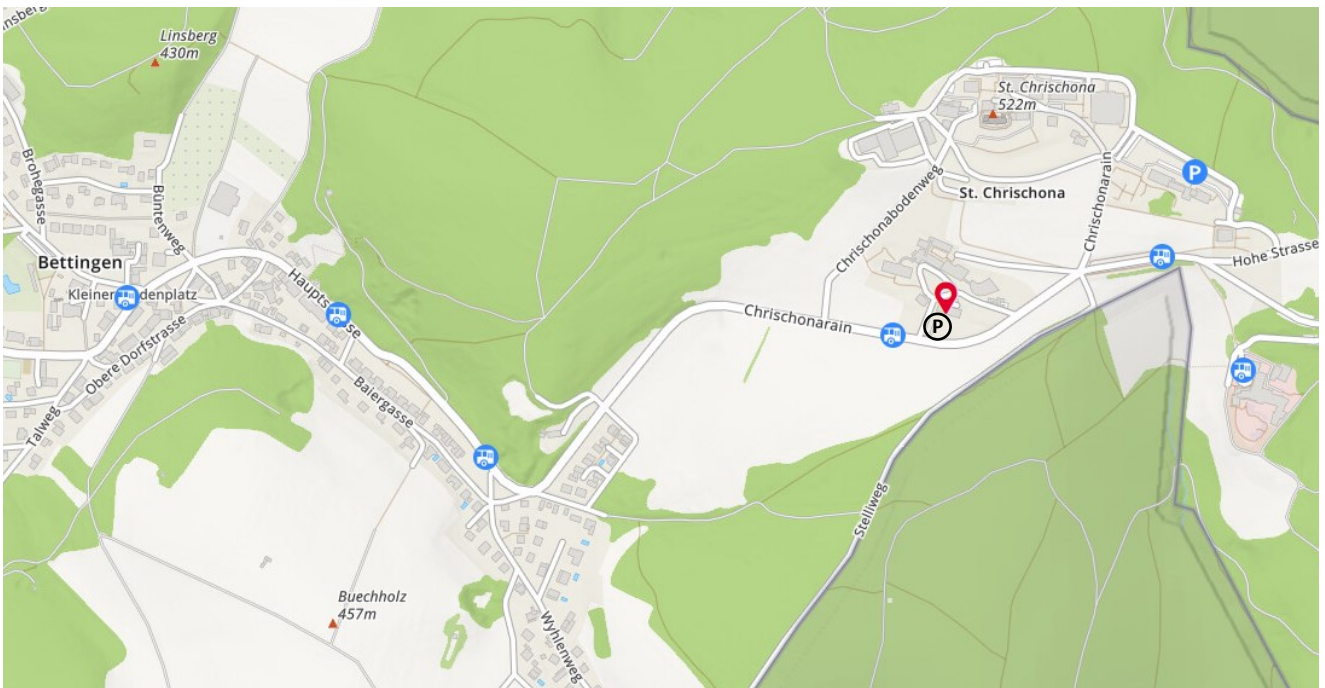 Linsberg
430m
St. Chrischona
522m
Brohegasse
Büntenweg
Chrischonabodenweg
Chrischonarain
P
St. Chrischona
Bettingen
Hohe Strasse
Hauptstrasse
Chrischonarain
P
Obere Dorfstrasse
Baiergasse
Talweg
Stelliweg
Buechholz
457m
Wyhlenweg